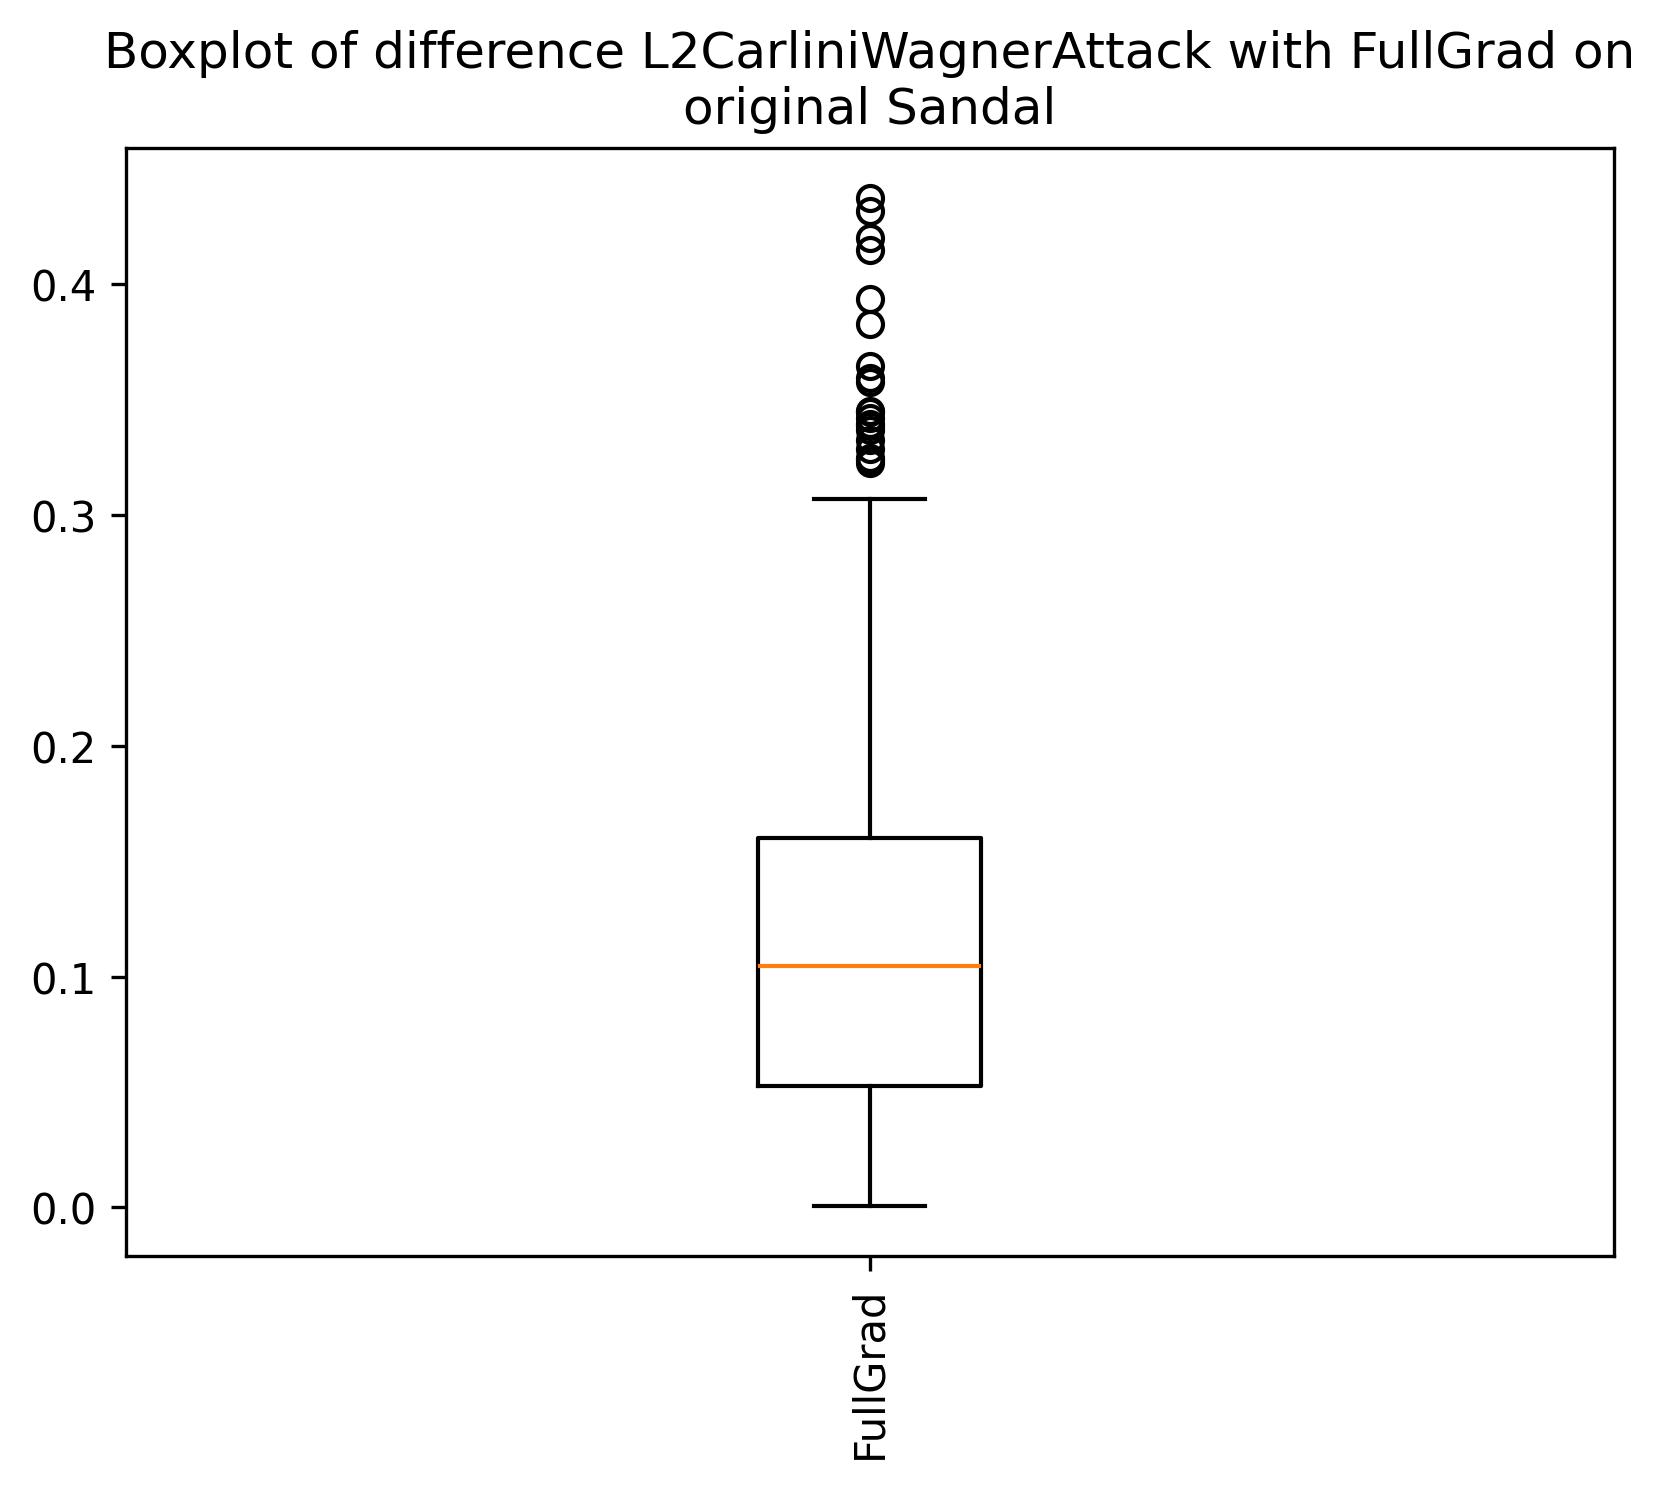 Boxplot of difference L2CarliniWagnerAttack with FullGrad on
original Sandal
0.4
0.3
0.2
0.1
0.0
FullGrad